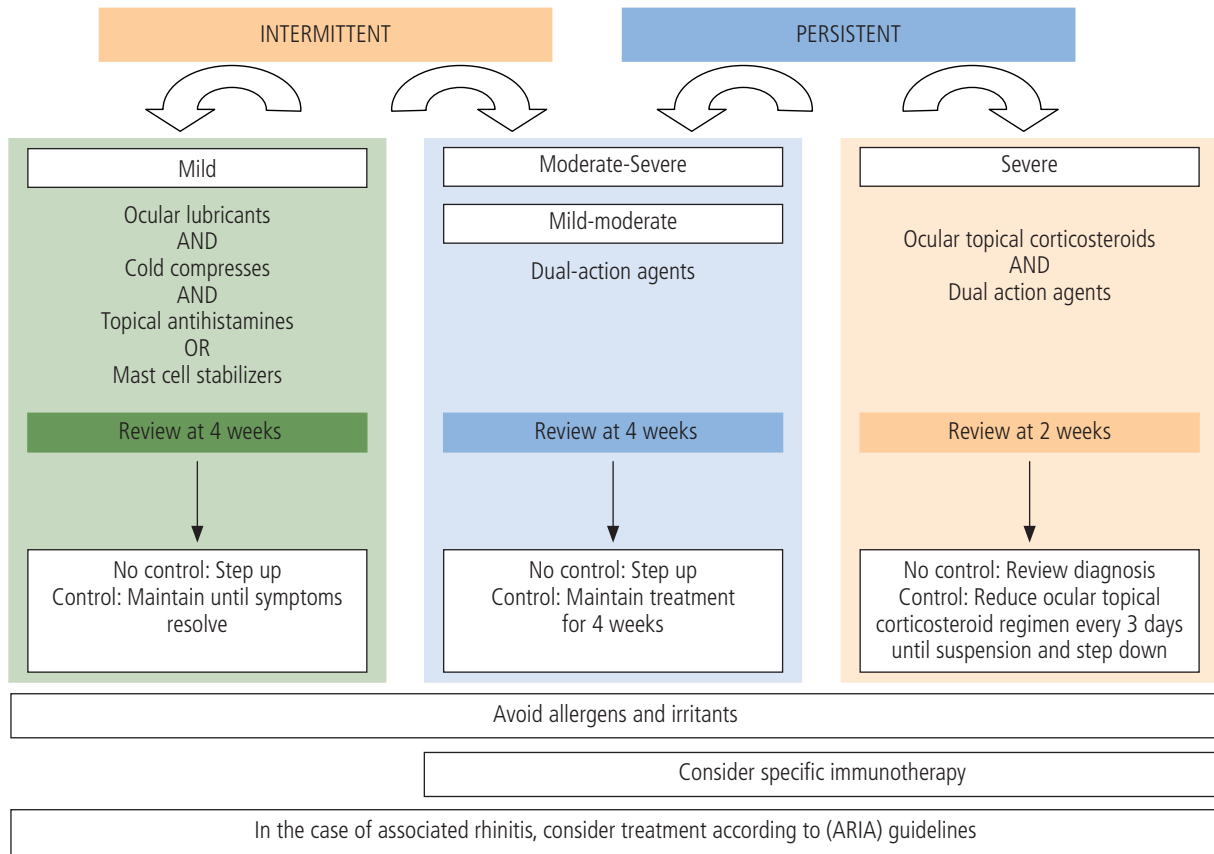 INTERMITTENT
PERSISTENT
Mild
Ocular lubricants
AND
Cold compresses
AND
Topical antihistamines
OR
Mast cell stabilizers
Review at 4 weeks
No control: Step up
Control: Maintain until symptoms
resolve
Moderate-Severe
Mild-moderate
Dual-action agents
Review at 4 weeks
No control: Step up
Control: Maintain treatment
for 4 weeks
Severe
Ocular topical corticosteroids
AND
Dual action agents
Review at 2 weeks
No control: Review diagnosis
Control: Reduce ocular topical
corticosteroid regimen every 3 days
until suspension and step down
Avoid allergens and irritants
Consider specific immunotherapy
In the case of associated rhinitis, consider treatment according to (ARIA) guidelines